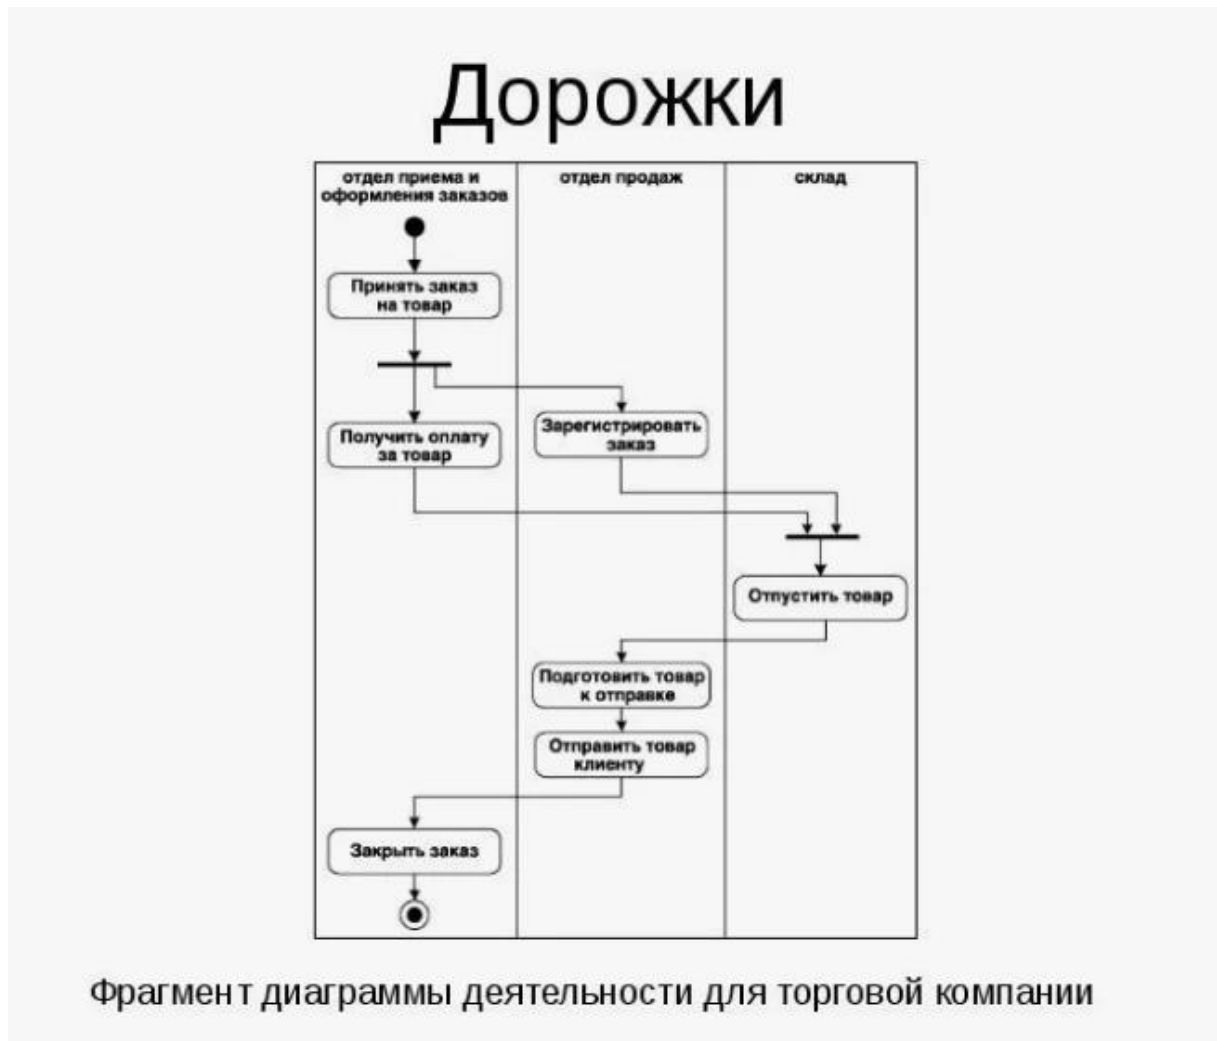 Дорожки
отдел приема и
оформления заказов
отдел продаж
склад
Принять заказ
на товар
Получить оплату
за товар
Зарегистрировать
заказ
Отпустить товар
Подготовить товар
к отправке
Отправить товар
клиенту
Закрыть заказ
Фрагмент диаграммы деятельности для торговой компании